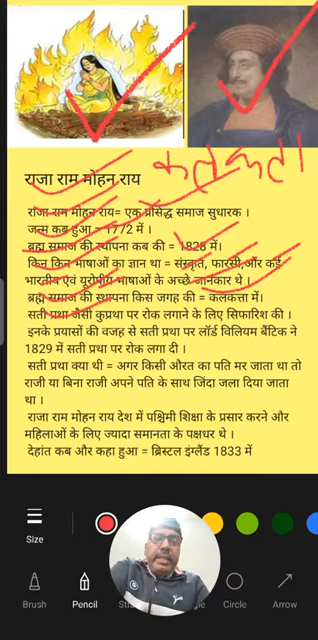 कलकत्ता
राजा राम मोहन राय
राजा राम मोहन राय= एक प्रसिद्ध समाज सुधारक ।
जन्म कब हुआ = 1772 में ।
ब्रह्म समाज की स्थापना कब की = 1828 में।
किन किन भाषाओं का ज्ञान था = संस्कृत, फारसी,और कई
भारतीय एवं यूरोपीय भाषाओं के अच्छे जानकार थे ।
ब्रह्म समाज की स्थापना किस जगह की = कलकत्ता में।
सती प्रथा जैसी कुप्रथा पर रोक लगाने के लिए सिफारिश की ।
इनके प्रयासों की वजह से सती प्रथा पर लॉर्ड विलियम बैंटिक ने
1829 में सती प्रथा पर रोक लगा दी ।
सती प्रथा क्या थी = अगर किसी औरत का पति मर जाता था तो
राजी या बिना राजी अपने पति के साथ जिंदा जला दिया जाता
था ।
राजा राम मोहन राय देश में पश्चिमी शिक्षा के प्रसार करने और
महिलाओं के लिए ज्यादा समानता के पक्षधर थे ।
देहांत कब और कहा हुआ = ब्रिस्टल इंग्लैंड 1833 में
Size
Brush Pencil Circle Arrow